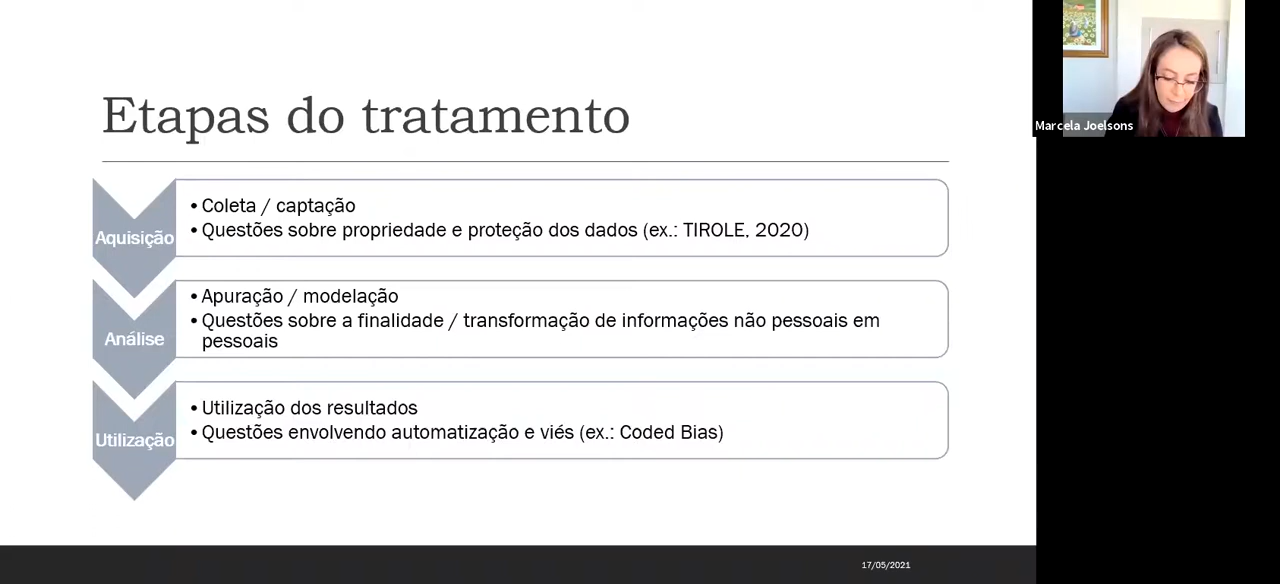 Etapas do tratamento
Marcela Joelsons
Aquisição
• Coleta / captação
• Questões sobre propriedade e proteção dos dados (ex.: TIROLE, 2020)
Análise
• Apuração / modelação
• Questões sobre a finalidade / transformação de informações não pessoais em
pessoais
Utilização
• Utilização dos resultados
• Questões envolvendo automatização e viés (ex.: Coded Bias)
17/05/2021